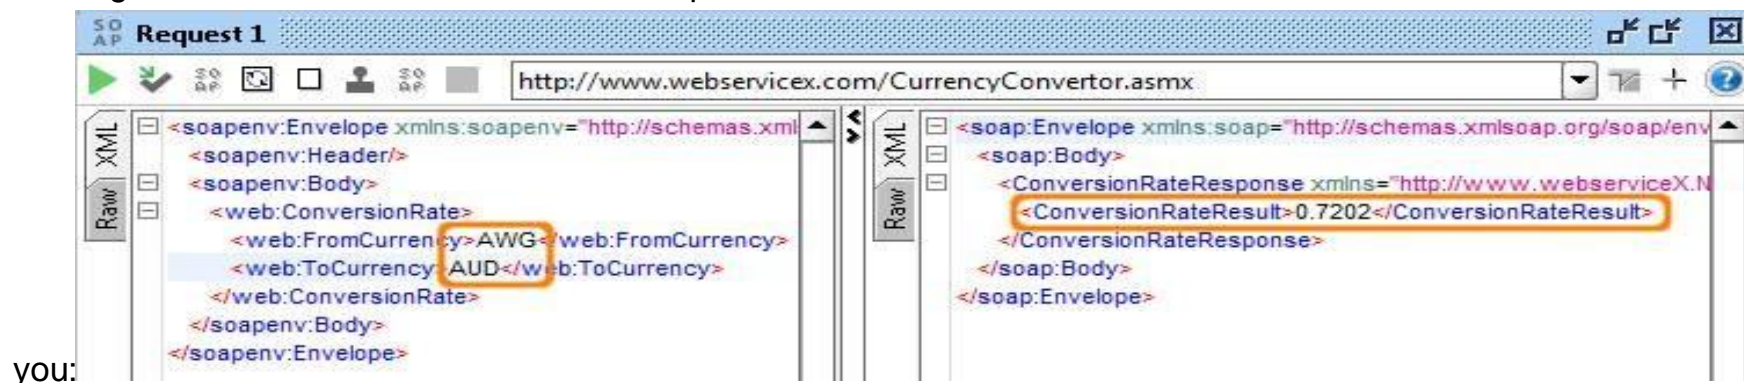 SOAP Request 1
http://www.webservicex.com/CurrencyConvertor.asmx
XML
Raw
<soapenv:Envelope xmlns:soapenv="http://schemas.xml
<soapenv:Header/>
<soapenv:Body>
<web:ConversionRate>
<web:FromCurrency>AWG</web:FromCurrency>
<web:ToCurrency>AUD</web:ToCurrency>
</web:ConversionRate>
</soapenv:Body>
</soapenv:Envelope>
XML
Raw
<soap:Envelope xmlns:soap="http://schemas.xmlsoap.org/soap/env
<soap:Body>
<ConversionRateResponse xmlns="http://www.webserviceX.N
<ConversionRateResult>0.7202</ConversionRateResult>
</ConversionRateResponse>
</soap:Body>
</soap:Envelope>
you: